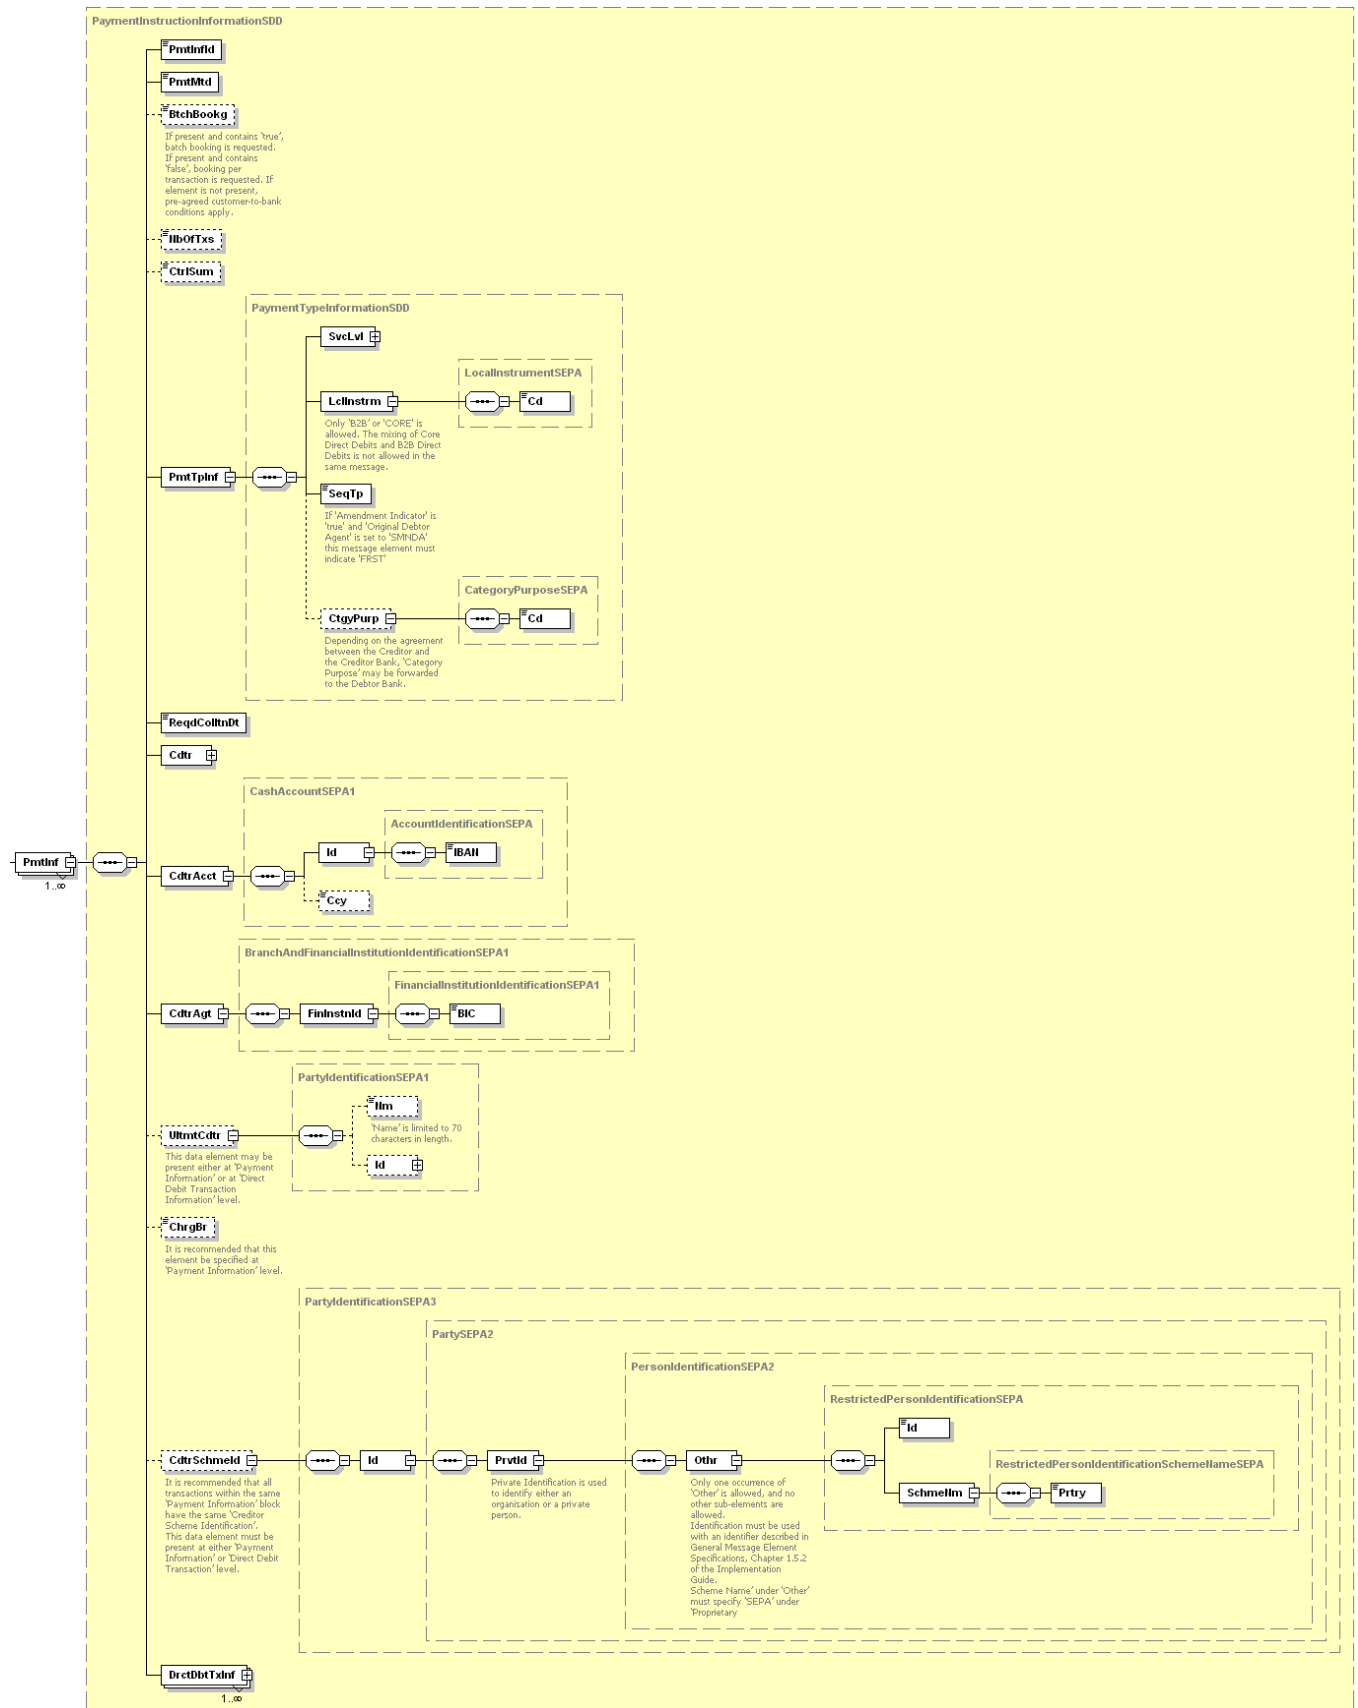 PaymentInstructionInformationSDD
PmtInfId
PmtMtd
BtchBookg
If present and contains 'true',
batch booking is requested.
If present and contains
'false', booking per
transaction is requested. If
element is not present,
pre-agreed customer-to-bank
conditions apply.
NbOfTxs
CtrlSum
PaymentTypeInformationSDD
SvcLvl
LocalInstrumentSEPA
LclInstrm
Cd
Only 'B2B' or 'CORE' is
allowed. The mixing of Core
Direct Debits and B2B Direct
Debits is not allowed in the
same message.
PmtTpInf
SeqTp
If 'Amendment Indicator' is
'true' and 'Original Debtor
Agent' is set to 'SMNDA'
this message element must
indicate 'FRST'
CategoryPurposeSEPA
CtgyPurp
Cd
Depending on the agreement
between the Creditor and
the Creditor Bank, 'Category
Purpose' may be forwarded
to the Debtor Bank.
ReqdColltnDt
Cdtr
CashAccountSEPA1
AccountIdentificationSEPA
Id
IBAN
PmtInf
1..∞
CdtrAcct
Ccy
BranchAndFinancialInstitutionIdentificationSEPA1
FinancialInstitutionIdentificationSEPA1
CdtrAgt
FinInstnId
BIC
PartyIdentificationSEPA1
Nm
'Name' is limited to 70
characters in length.
UltmtCdtr
Id
This data element may be
present either at 'Payment
Information' or at 'Direct
Debit Transaction
Information' level.
ChrgBr
It is recommended that this
element be specified at
'Payment Information' level.
PartyIdentificationSEPA3
PartySEPA2
PersonIdentificationSEPA2
RestrictedPersonIdentificationSEPA
Id
CdtrSchmeId
Id
PrvtId
Othr
RestrictedPersonIdentificationSchemeNameSEPA
SchmeNm
Prtry
It is recommended that all
transactions within the same
'Payment Information' block
have the same 'Creditor
Scheme Identification'.
This data element must be
present at either 'Payment
Information' or 'Direct Debit
Transaction' level.
Private Identification is used
to identify either an
organisation or a private
person.
Only one occurrence of
'Other' is allowed, and no
other sub-elements are
allowed.
Identification must be used
with an identifier described in
General Message Element
Specifications, Chapter 1.5.2
of the Implementation
Guide.
Scheme Name' under 'Other'
must specify 'SEPA' under
'Proprietary
DrctDbtTxInf
1..∞